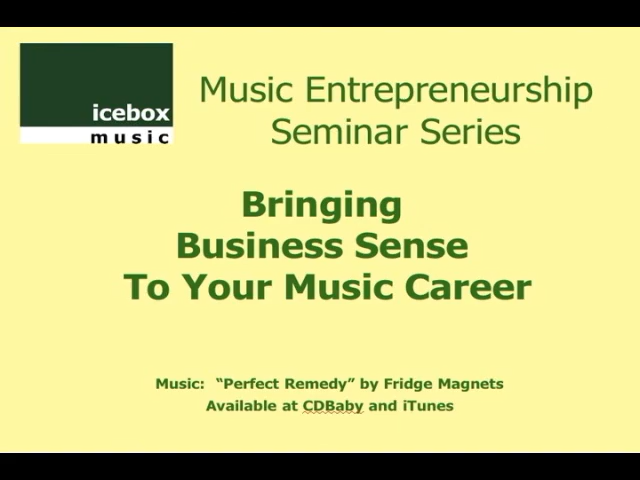 icebox
music
Music Entrepreneurship
Seminar Series
Bringing
Business Sense
To Your Music Career
Music: “Perfect Remedy” by Fridge Magnets
Available at CDBaby and iTunes